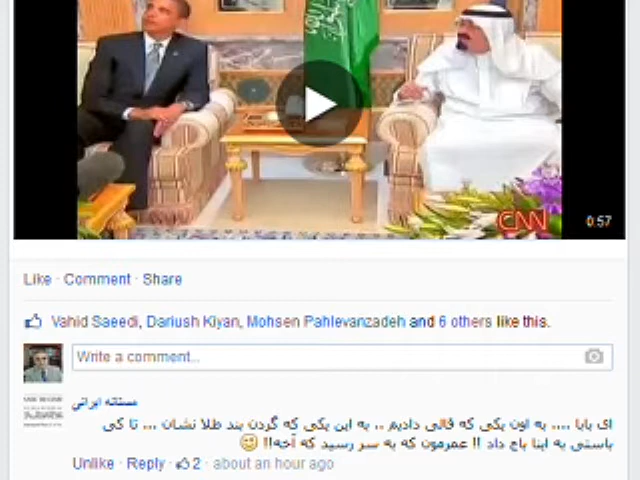 CNN
0:57
Like · Comment · Share
Vahid Saeedi, Dariush Kiyan, Mohsen Pahlevanzadeh and 6 others like this.
Write a comment...
مستانه ایرانی
ای بابا .... به اون یکی که قالی دادیم .. به این یکی که گردن بند طلا نشان ... تا کی
باستی به اینا باج داد !! عمرمون که به سر رسید که آخه!!
Unlike · Reply · 2 · about an hour ago